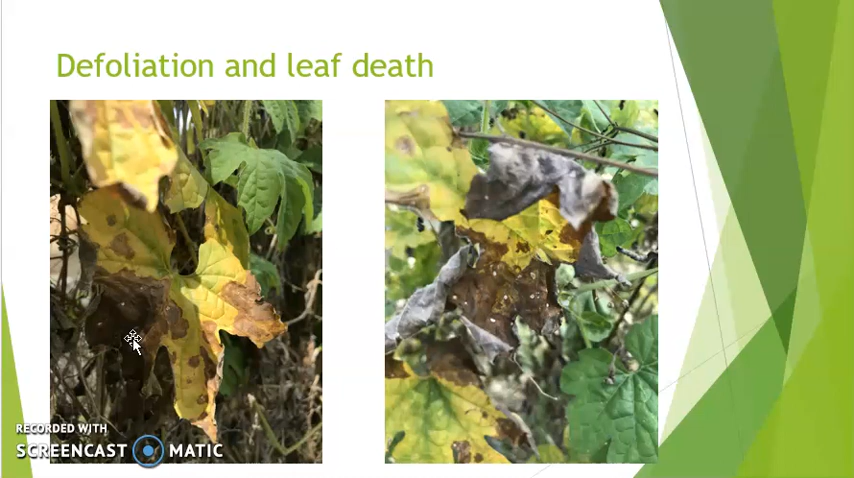 Defoliation and leaf death
RECORDED WITH
SCREENCAST MATIC